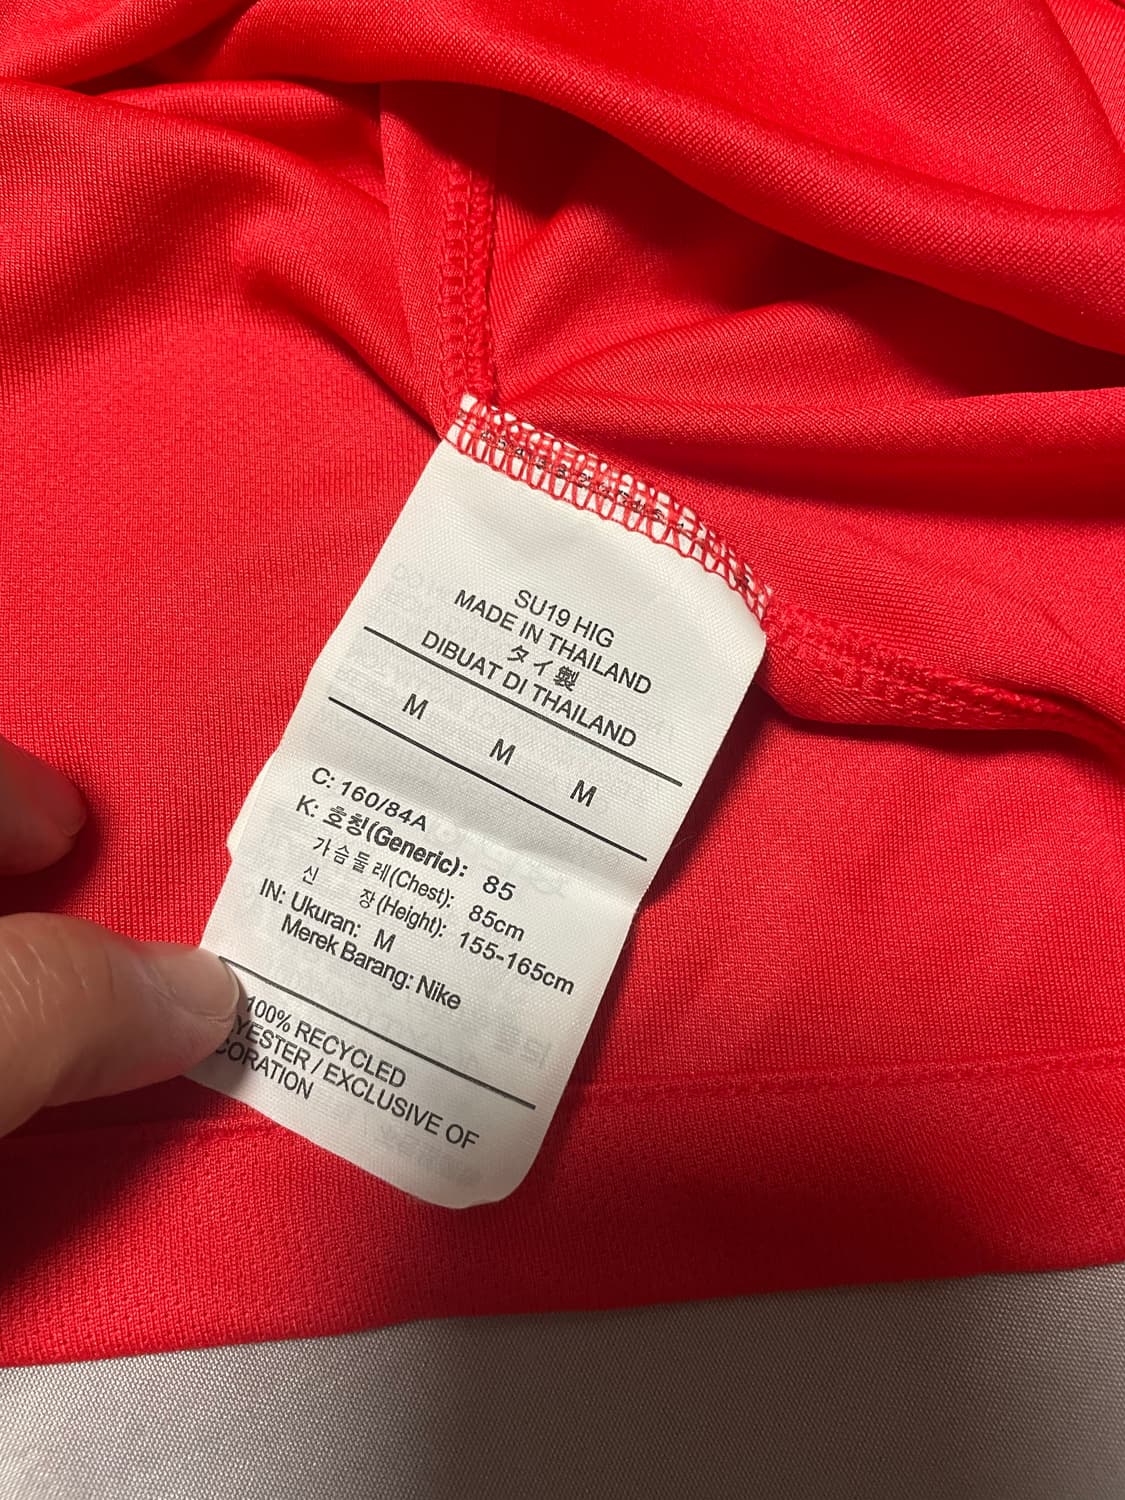 SU19 HIG
MADE IN THAILAND
タイ製
DIBUAT DI THAILAND
M M M
C: 160/84A
K: 호칭(Generic): 85
가슴둘레(Chest): 85cm
신 장(Height): 155-165cm
IN: Ukuran: M
Merek Barang: Nike
100% RECYCLED
YESTER / EXCLUSIVE OF
CORATION